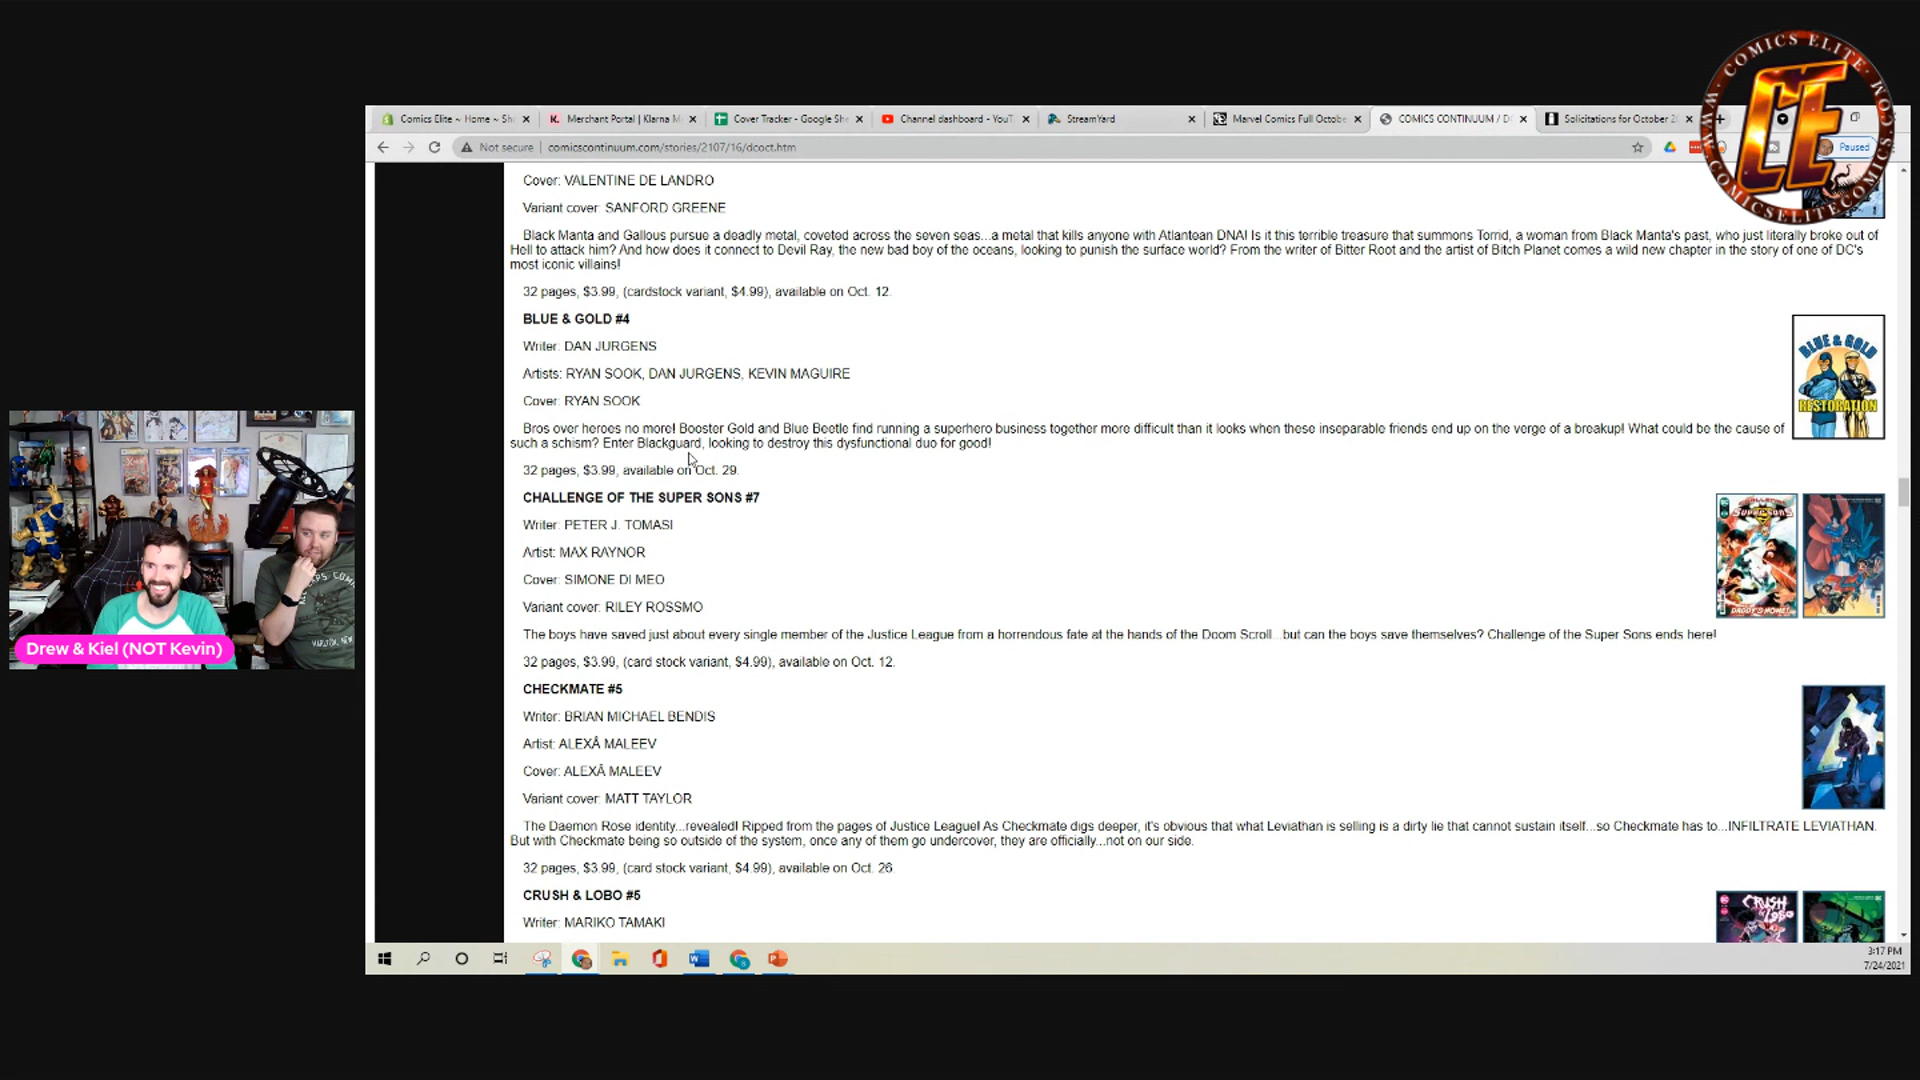 COMICS ELITE
WWW.COMICSELITECOMICS.COM
CE
Comics Elite ~ Home ~ Sh
Merchant Portal | Klarna M
Cover Tracker - Google She
Channel dashboard - YouT
StreamYard
Marvel Comics Full Octobe
COMICS CONTINUUM / D
Solicitations for October 2
Not secure
comicscontinuum.com/stories/2107/16/dcoct.htm
Paused
Cover: VALENTINE DE LANDRO
Variant cover: SANFORD GREENE
Black Manta and Gallous pursue a deadly metal, coveted across the seven seas...a metal that kills anyone with Atlantean DNA! Is it this terrible treasure that summons Torrid, a woman from Black Manta's past, who just literally broke out of
Hell to attack him? And how does it connect to Devil Ray, the new bad boy of the oceans, looking to punish the surface world? From the writer of Bitter Root and the artist of Bitch Planet comes a wild new chapter in the story of one of DC's
most iconic villains!
32 pages, $3.99, (cardstock variant, $4.99), available on Oct. 12.
BLUE & GOLD #4
Writer: DAN JURGENS
Artists: RYAN SOOK, DAN JURGENS, KEVIN MAGUIRE
Cover: RYAN SOOK
Bros over heroes no more! Booster Gold and Blue Beetle find running a superhero business together more difficult than it looks when these inseparable friends end up on the verge of a breakup! What could be the cause of
such a schism? Enter Blackguard, looking to destroy this dysfunctional duo for good!
32 pages, $3.99, available on Oct. 29.
BLUE & GOLD
RESTORATION
CHALLENGE OF THE SUPER SONS #7
Writer: PETER J. TOMASI
Artist: MAX RAYNOR
Cover: SIMONE DI MEO
Variant cover: RILEY ROSSMO
The boys have saved just about every single member of the Justice League from a horrendous fate at the hands of the Doom Scroll...but can the boys save themselves? Challenge of the Super Sons ends here!
32 pages, $3.99, (card stock variant, $4.99), available on Oct. 12.
SUPER SONS
DADDY'S HOME!
CHECKMATE #5
Writer: BRIAN MICHAEL BENDIS
Artist: ALEXÂ MALEEV
Cover: ALEXÂ MALEEV
Variant cover: MATT TAYLOR
The Daemon Rose identity...revealed! Ripped from the pages of Justice League! As Checkmate digs deeper, it's obvious that what Leviathan is selling is a dirty lie that cannot sustain itself...so Checkmate has to...INFILTRATE LEVIATHAN.
But with Checkmate being so outside of the system, once any of them go undercover, they are officially...not on our side.
32 pages, $3.99, (card stock variant, $4.99), available on Oct. 26
CRUSH & LOBO #5
Writer: MARIKO TAMAKI
CRUSH & LOBO
Drew & Kiel (NOT Kevin)
3:17 PM
7/24/2021